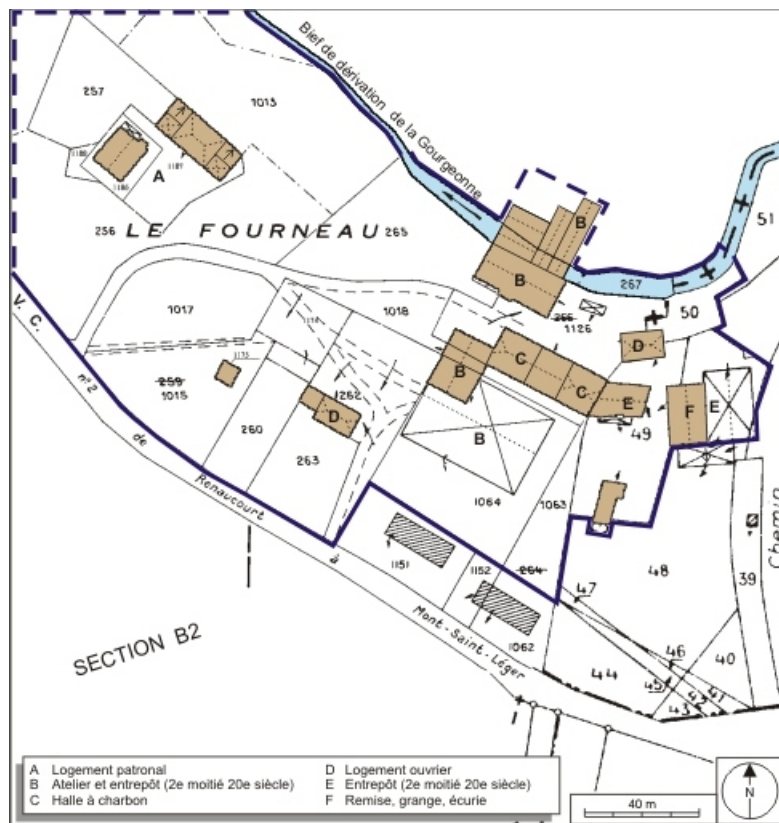 Bief de dérivation de la Gourgeonne
257
1013
1188
1186
1187
A
B
51
256
LE FOURNEAU
265
B
267
50
V. C. nº 2 de Renaucourt à Mont-Saint-Léger
1017
1018
266
1126
D
1175
259
1015
262
B
C
C
E
F
E
49
D
260
263
B
1064
1063
1151
1152
264
48
39
Chemin
47
1062
46
40
44
45
41
42
43
SECTION B2
A Logement patronal
B Atelier et entrepôt (2e moitié 20e siècle)
C Halle à charbon
D Logement ouvrier
E Entrepôt (2e moitié 20e siècle)
F Remise, grange, écurie
40 m
N